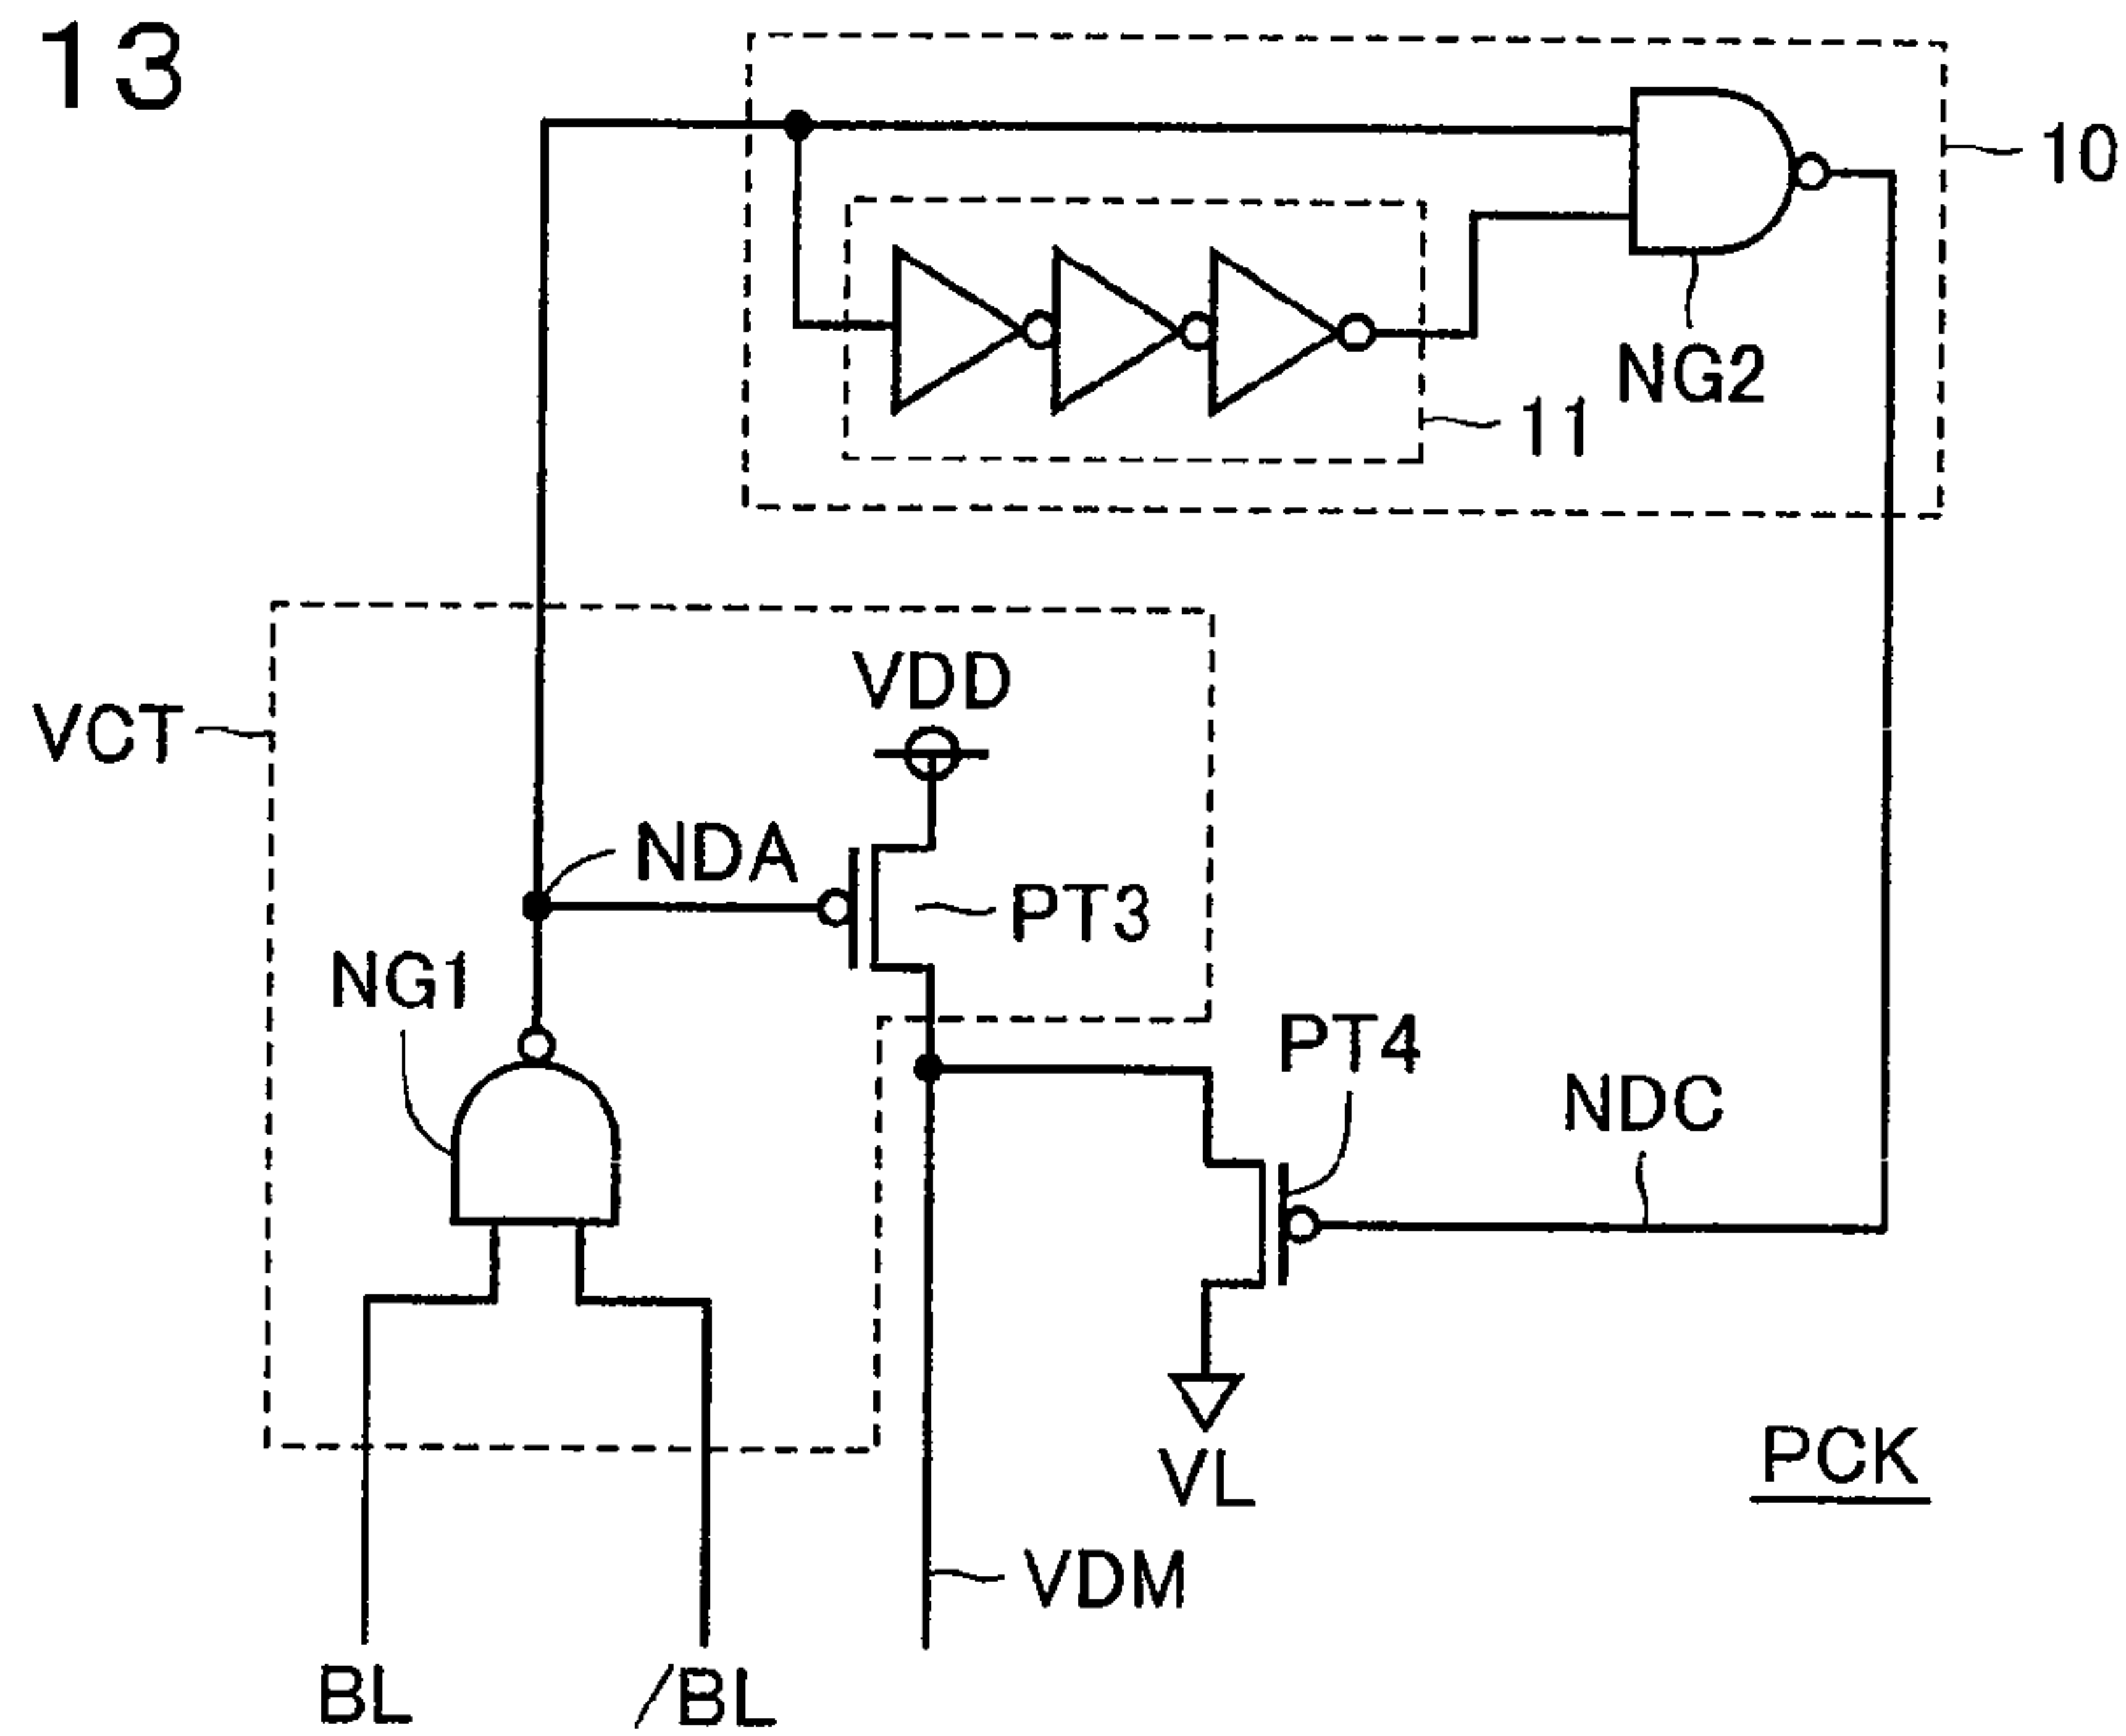 13
10
NG2
11
VDD
VCT
NDA
PT3
NG1
PT4
NDC
VL
PCK
VDM
BL
/BL